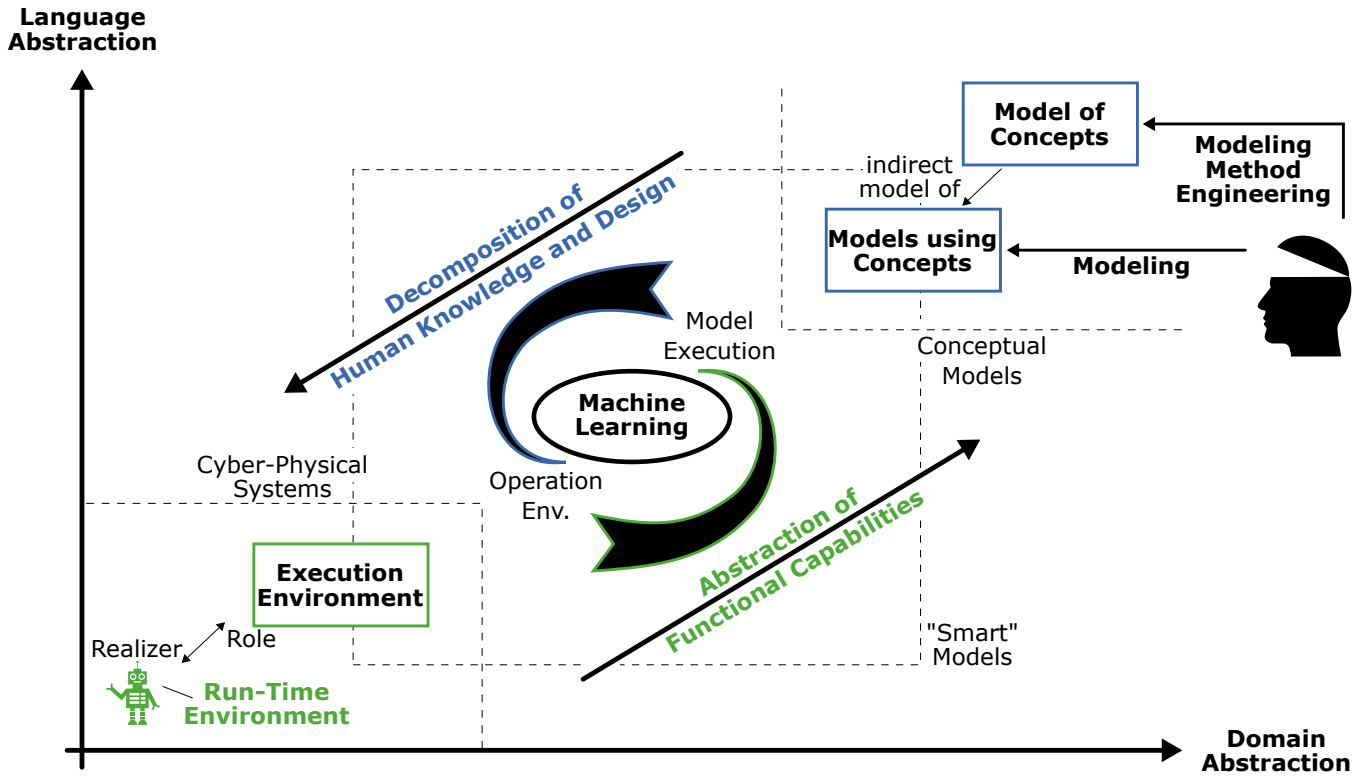 Language
Abstraction
Model of
Concepts
Modeling
Method
Engineering
indirect
model of
Models using
Concepts
Modeling
Decomposition of
Human Knowledge and Design
Model
Execution
Conceptual
Models
Machine
Learning
Cyber-Physical
Systems
Operation
Env.
Abstraction of
Functional Capabilities
Execution
Environment
Realizer
Role
"Smart"
Models
Run-Time
Environment
Domain
Abstraction